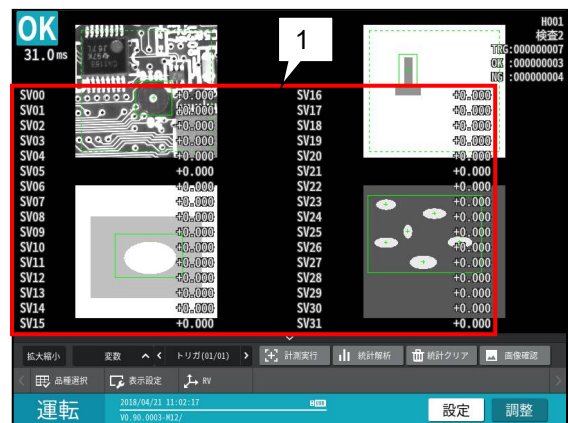 OK
31.0 ms
1
H001
検査2
TRG:000000007
OK :000000003
NG :000000004
SV00 +0.000 SV16 +0.000
SV01 +0.000 SV17 +0.000
SV02 +0.000 SV18 +0.000
SV03 +0.000 SV19 +0.000
SV04 +0.000 SV20 +0.000
SV05 +0.000 SV21 +0.000
SV06 +0.000 SV22 +0.000
SV07 +0.000 SV23 +0.000
SV08 +0.000 SV24 +0.000
SV09 +0.000 SV25 +0.000
SV10 +0.000 SV26 +0.000
SV11 +0.000 SV27 +0.000
SV12 +0.000 SV28 +0.000
SV13 +0.000 SV29 +0.000
SV14 +0.000 SV30 +0.000
SV15 +0.000 SV31 +0.000
拡大縮小 変数 トリガ(01/01) 計測実行 統計解析 統計クリア 画像確認
品種選択 表示設定 RV
運転 2018/04/21 11:02:17 設定 調整
V0.90.0003-M12/